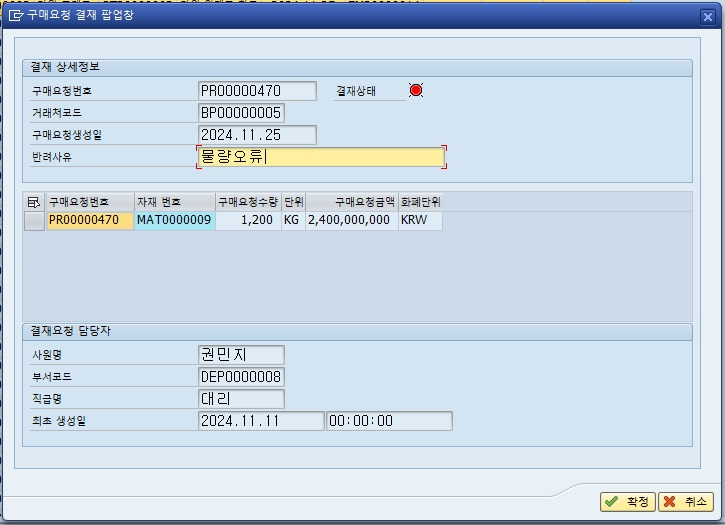 구매요청 결재 팝업창
결재 상세정보
구매요청번호 PR00000470 결재상태
거래처코드 BP00000005
구매요청생성일 2024.11.25
반려사유 물량오류
구매요청번호 자재 번호 구매요청수량 단위 구매요청금액 화폐단위
PR00000470 MAT0000009 1,200 KG 2,400,000,000 KRW
결재요청 담당자
사원명 권민지
부서코드 DEP0000008
직급명 대리
최초 생성일 2024.11.11 00:00:00
확정 취소